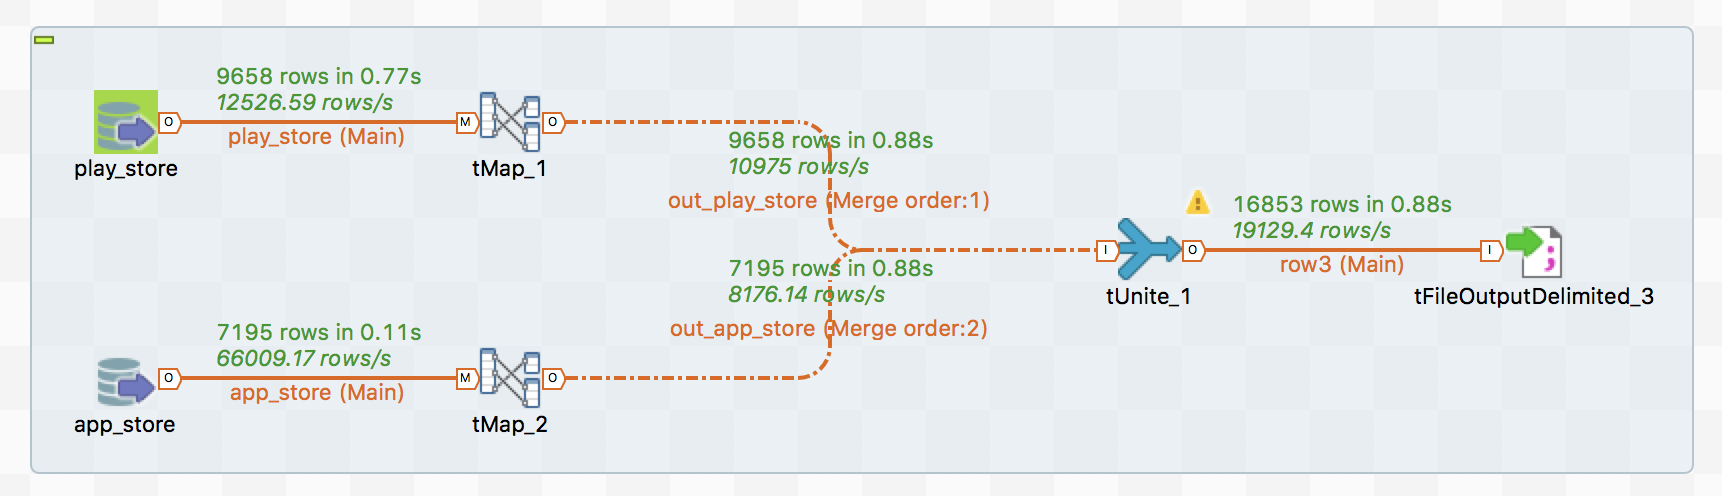 9658 rows in 0.77s
12526.59 rows/s
O
M
O
play_store (Main)
play_store
tMap_1
9658 rows in 0.88s
10975 rows/s
out_play_store (Merge order:1)
16853 rows in 0.88s
19129.4 rows/s
I
O
I
row3 (Main)
7195 rows in 0.88s
8176.14 rows/s
tUnite_1
tFileOutputDelimited_3
out_app_store (Merge order:2)
7195 rows in 0.11s
66009.17 rows/s
O
M
O
app_store (Main)
app_store
tMap_2